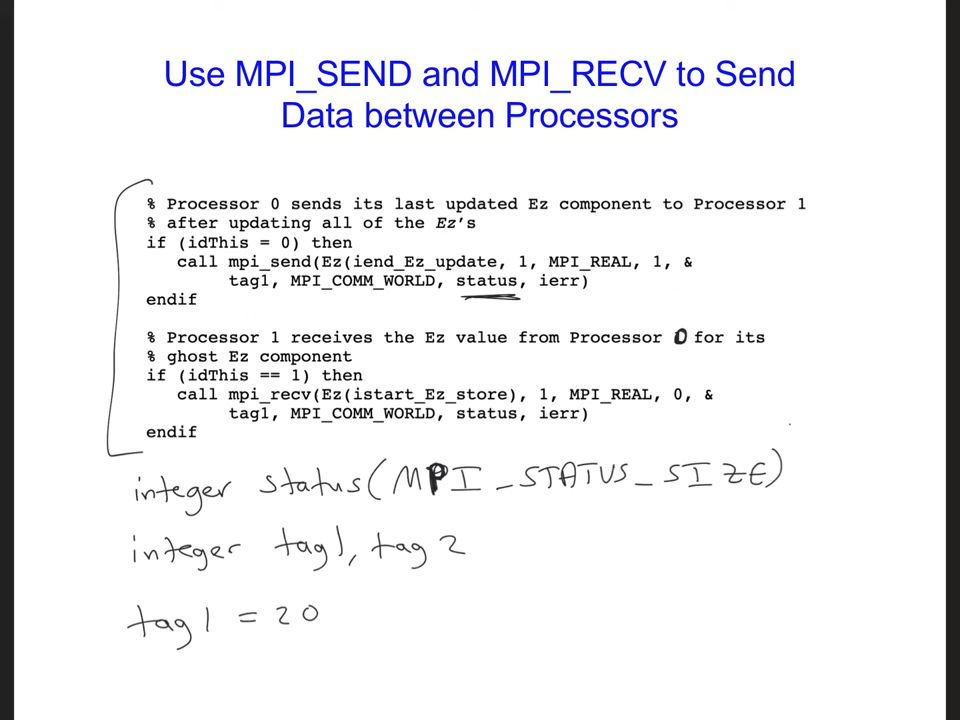 Use MPI_SEND and MPI_RECV to Send
Data between Processors
% Processor 0 sends its last updated Ez component to Processor 1
% after updating all of the Ez's
if (idThis = 0) then
call mpi_send(Ez(iend_Ez_update, 1, MPI_REAL, 1, &
tag1, MPI_COMM_WORLD, status, ierr)
endif
% Processor 1 receives the Ez value from Processor 0 for its
% ghost Ez component
if (idThis == 1) then
call mpi_recv(Ez(istart_Ez_store), 1, MPI_REAL, 0, &
tag1, MPI_COMM_WORLD, status, ierr)
endif
integer status(MPI_STATUS_SIZE)
integer tag1, tag2
tag1 = 20